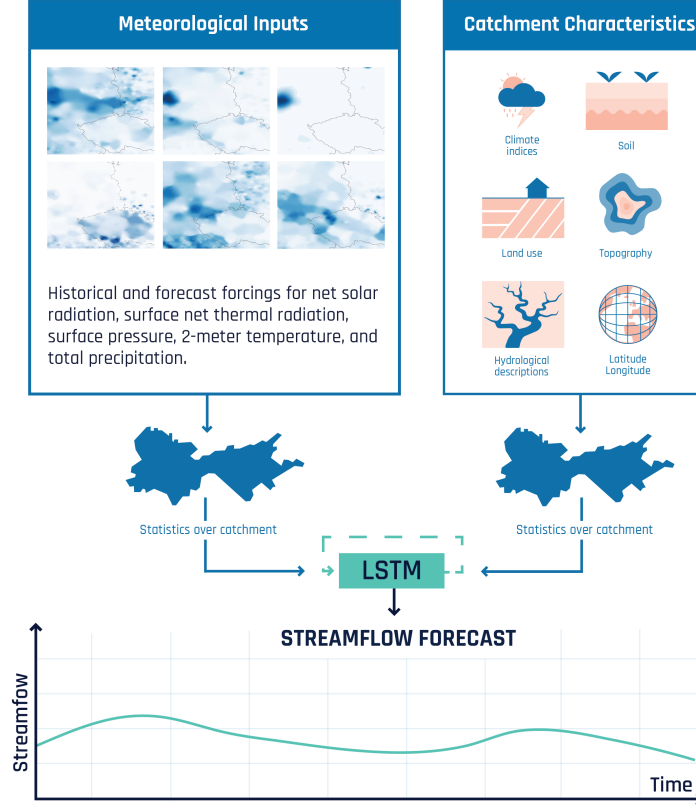 Meteorological Inputs
Historical and forecast forcings for net solar
radiation, surface net thermal radiation,
surface pressure, 2-meter temperature, and
total precipitation.
Catchment Characteristics
Climate
indices
Soil
Land use
Topography
Hydrological
descriptions
Latitude
Longitude
Statistics over catchment
Statistics over catchment
LSTM
STREAMFLOW FORECAST
Streamfow
Time